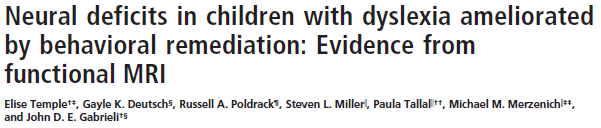 Neural deficits in children with dyslexia ameliorated
by behavioral remediation: Evidence from
functional MRI
Elise Temple†‡, Gayle K. Deutsch§, Russell A. Poldrack¶, Steven L. Miller‖, Paula Tallal‖††, Michael M. Merzenich‖‡‡,
and John D. E. Gabrieli†§